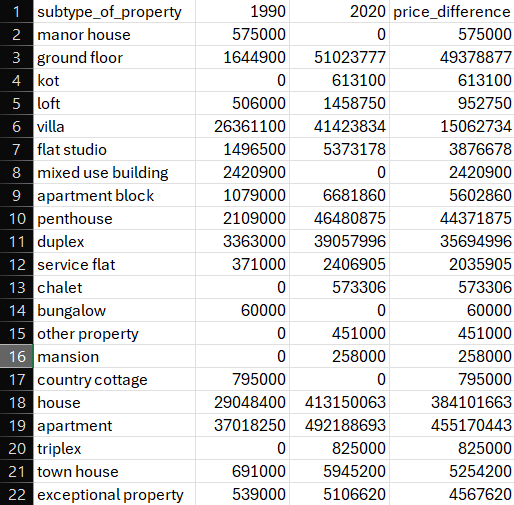 1 subtype_of_property 1990 2020 price_difference
2 manor house 575000 0 575000
3 ground floor 1644900 51023777 49378877
4 kot 0 613100 613100
5 loft 506000 1458750 952750
6 villa 26361100 41423834 15062734
7 flat studio 1496500 5373178 3876678
8 mixed use building 2420900 0 2420900
9 apartment block 1079000 6681860 5602860
10 penthouse 2109000 46480875 44371875
11 duplex 3363000 39057996 35694996
12 service flat 371000 2406905 2035905
13 chalet 0 573306 573306
14 bungalow 60000 0 60000
15 other property 0 451000 451000
16 mansion 0 258000 258000
17 country cottage 795000 0 795000
18 house 29048400 413150063 384101663
19 apartment 37018250 492188693 455170443
20 triplex 0 825000 825000
21 town house 691000 5945200 5254200
22 exceptional property 539000 5106620 4567620